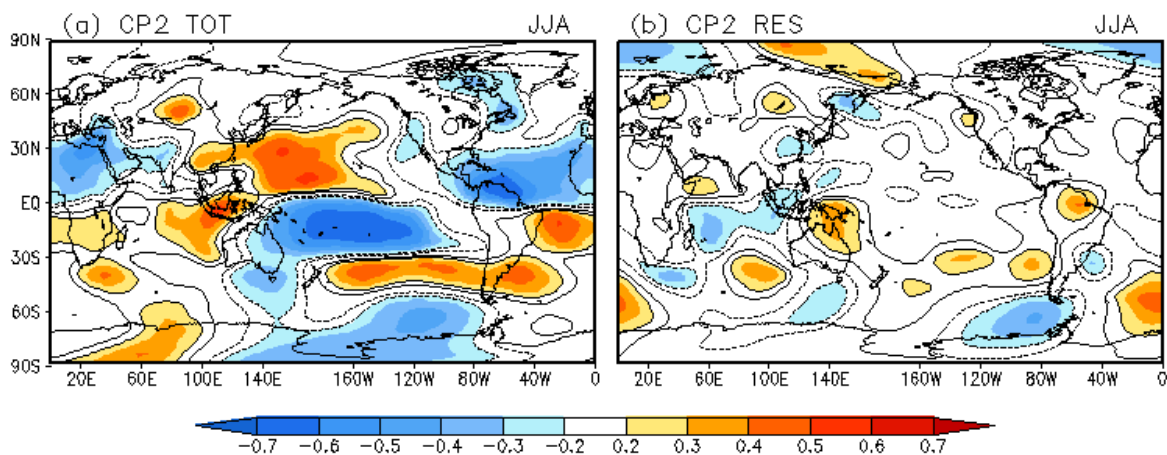 (a) CP2 TOT JJA (b) CP2 RES JJA
90N
60N
30N
EQ
30S
60S
90S
20E 60E 100E 140E 160W 120W 80W 40W 0 20E 60E 100E 140E 160W 120W 80W 40W 0
-0.7 -0.6 -0.5 -0.4 -0.3 -0.2 0.2 0.3 0.4 0.5 0.6 0.7